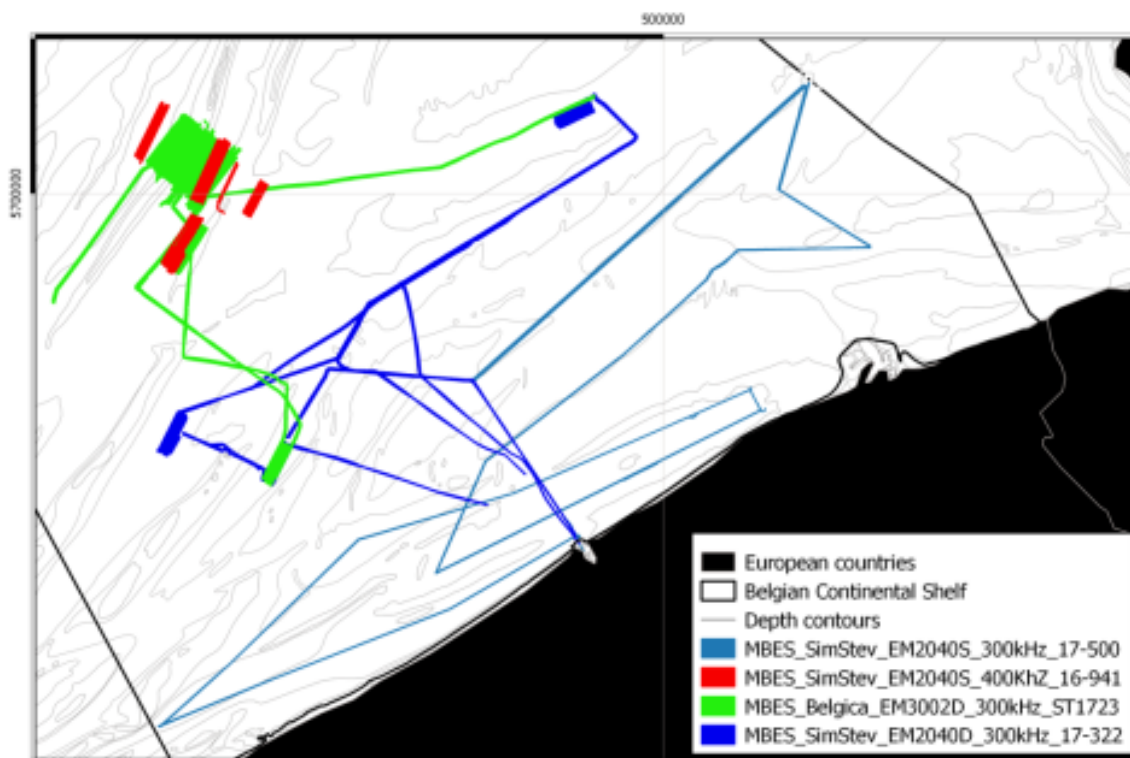 500000
5700000
European countries
Belgian Continental Shelf
Depth contours
MBES_SimStev_EM2040S_300kHz_17-500
MBES_SimStev_EM2040S_400KhZ_16-941
MBES_Belgica_EM3002D_300kHz_ST1723
MBES_SimStev_EM2040D_300kHz_17-322